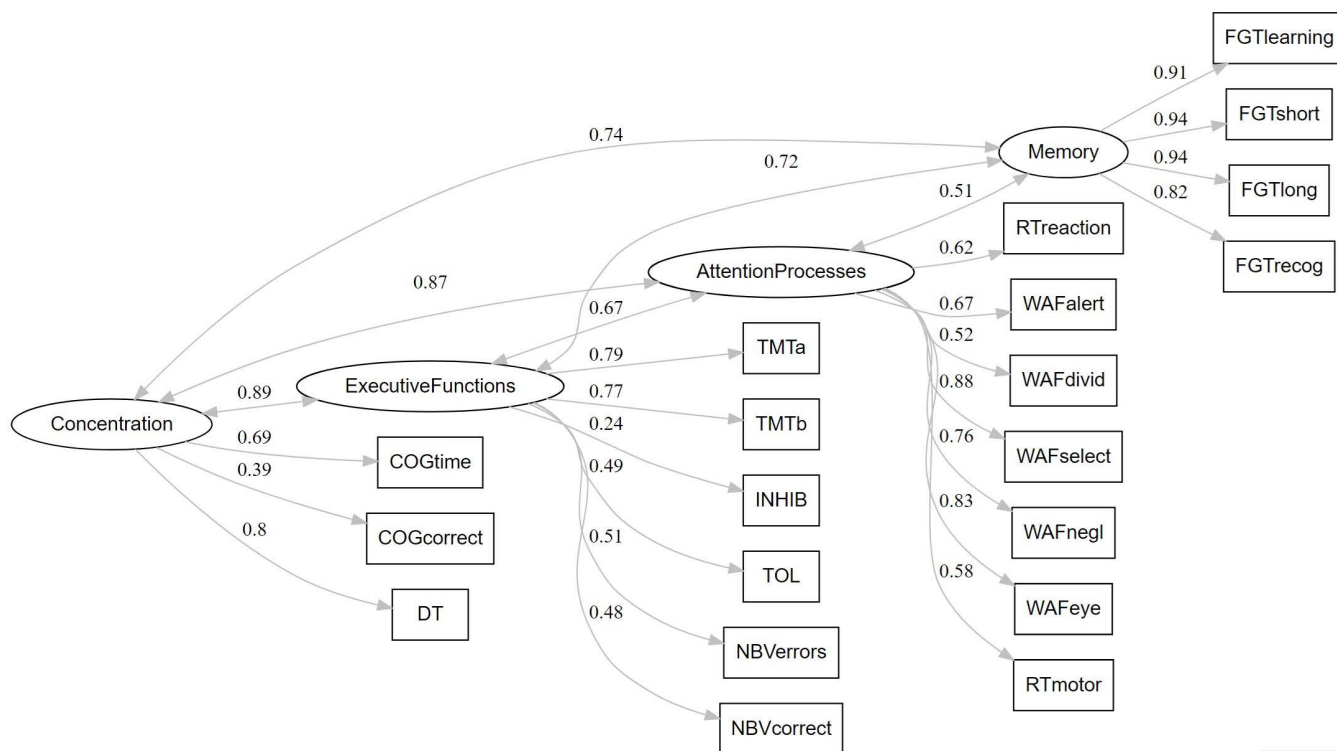 FGTlearning
0.91
FGTshort
0.74
0.94
Memory
0.72
0.94
FGTlong
0.51
0.82
RTreaction
0.62
FGTrecog
AttentionProcesses
0.87
0.67
0.67
WAFalert
0.52
TMTa
0.79
WAFdivid
ExecutiveFunctions
0.88
0.89
0.77
TMTb
Concentration
0.24
0.76
WAFselect
0.69
COGtime
0.39
0.49
INHIB
0.83
WAFnegl
0.8
COGcorrect
0.51
0.58
TOL
WAFeye
DT
0.48
NBVerrors
RTmotor
NBVcorrect